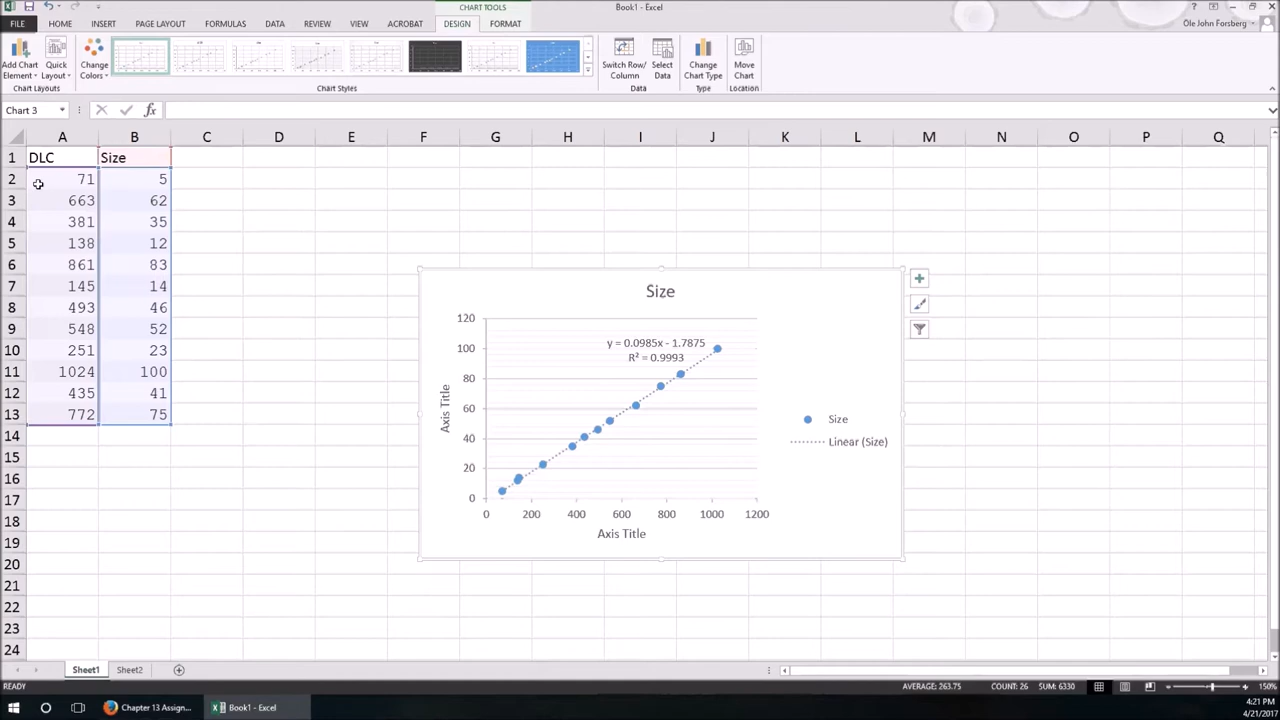 CHART TOOLS
Book1 - Excel
FILE HOME INSERT PAGE LAYOUT FORMULAS DATA REVIEW VIEW ACROBAT DESIGN FORMAT
Ole John Forsberg
Add Chart Element
Quick Layout
Change Colors
Switch Row/ Column
Select Data
Change Chart Type
Move Chart
Chart Layouts
Chart Styles
Data
Type
Location
Chart 3
fx
A B C D E F G H I J K L M N O P Q
1 DLC Size
2 71 5
3 663 62
4 381 35
5 138 12
6 861 83
7 145 14
8 493 46
9 548 52
10 251 23
11 1024 100
12 435 41
13 772 75
14
15
16
17
18
19
20
21
22
23
24
Size
120
100
80
60
40
20
0
Axis Title
y = 0.0985x - 1.7875
R² = 0.9993
0 200 400 600 800 1000 1200
Axis Title
Size
Linear (Size)
Sheet1 Sheet2
READY
AVERAGE: 263.75 COUNT: 26 SUM: 6330
150%
Chapter 13 Assign...
Book1 - Excel
4:21 PM
4/21/2017